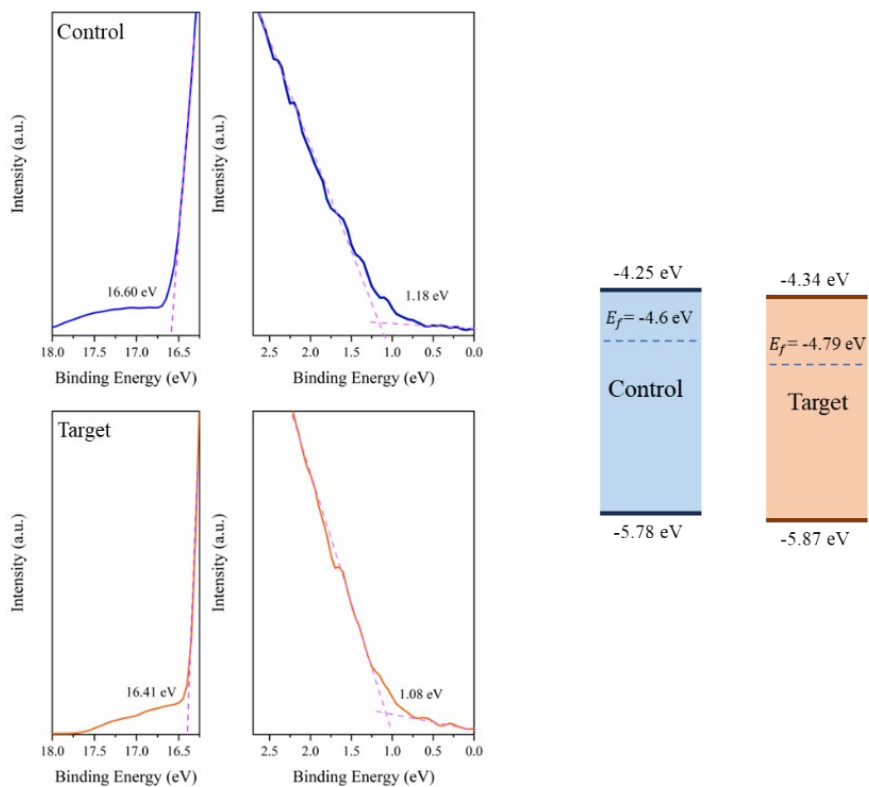 Control
Intensity (a.u.)
16.60 eV
18.0 17.5 17.0 16.5
Binding Energy (eV)
Intensity (a.u.)
1.18 eV
2.5 2.0 1.5 1.0 0.5 0.0
Binding Energy (eV)
Target
Intensity (a.u.)
16.41 eV
18.0 17.5 17.0 16.5
Binding Energy (eV)
Intensity (a.u.)
1.08 eV
2.5 2.0 1.5 1.0 0.5 0.0
Binding Energy (eV)
-4.25 eV
E_f = -4.6 eV
Control
-5.78 eV
-4.34 eV
E_f = -4.79 eV
Target
-5.87 eV